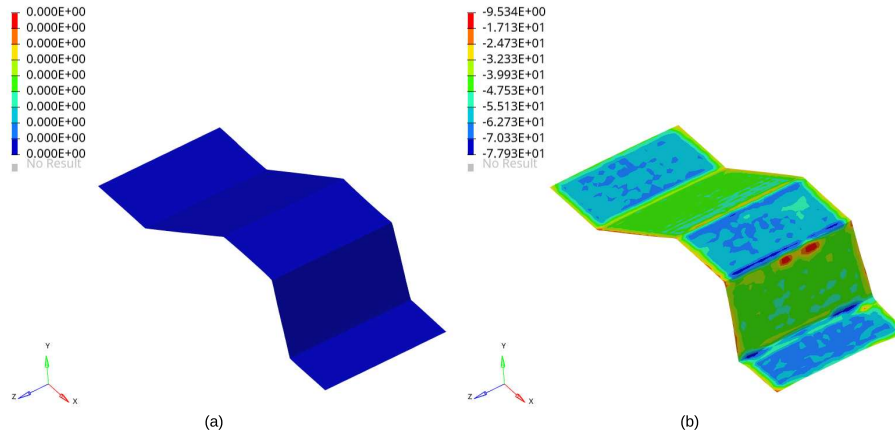 0.000E+00
0.000E+00
0.000E+00
0.000E+00
0.000E+00
0.000E+00
0.000E+00
0.000E+00
0.000E+00
0.000E+00
No Result
Y
Z
X
(a)
-9.534E+00
-1.713E+01
-2.473E+01
-3.233E+01
-3.993E+01
-4.753E+01
-5.513E+01
-6.273E+01
-7.033E+01
-7.793E+01
No Result
Y
Z
X
(b)